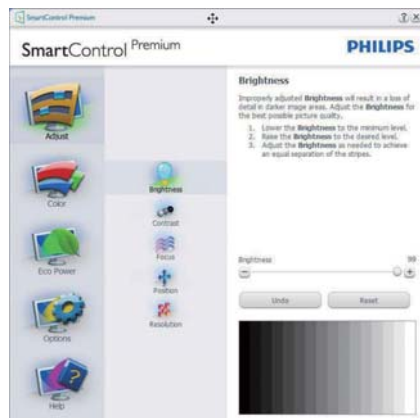 SmartControl Premium
SmartControl Premium
PHILIPS
Adjust
Color
Eco Power
Options
Help
Brightness
Contrast
Focus
Position
Resolution
Brightness
Improperly adjusted Brightness will result in a loss of
detail in darker image areas. Adjust the Brightness for
the best possible picture quality.
1. Lower the Brightness to the minimum level.
2. Raise the Brightness to the desired level.
3. Adjust the Brightness as needed to achieve
an equal separation of the stripes.
Brightness 99
Undo Reset